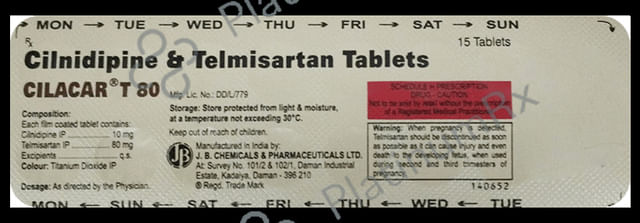 MON → TUE → WED → THU → FRI → SAT → SUN
Rx
15 Tablets
Cilnidipine & Telmisartan Tablets
CILACAR® T 80
Mfg. Lic. No.: DD/L/779
Storage: Store protected from light & moisture,
at a temperature not exceeding 30°C.
Keep out of reach of children.
Composition:
Each film coated tablet contains:
Cilnidipine IP ........ 10 mg
Telmisartan IP ........ 80 mg
Excipients ........ q.s.
Colour: Titanium Dioxide IP
Dosage: As directed by the Physician.
JB
Manufactured in India by:
J. B. CHEMICALS & PHARMACEUTICALS LTD.
At: Survey No. 101/2 & 102/1, Daman Industrial
Estate, Kadaiya, Daman - 396 210
® Regd. Trade Mark
SCHEDULE H PRESCRIPTION
DRUG - CAUTION
Not to be sold by retail without the prescription
of a Registered Medical Practitioner.
Warning: When pregnancy is detected,
Telmisartan should be discontinued as soon
as possible as it can cause injury and even
death to the developing fetus, when used
during second and third trimesters of
pregnancy.
140652
MON ← SUN ← SAT ← FRI ← THU ← WED ← TUE